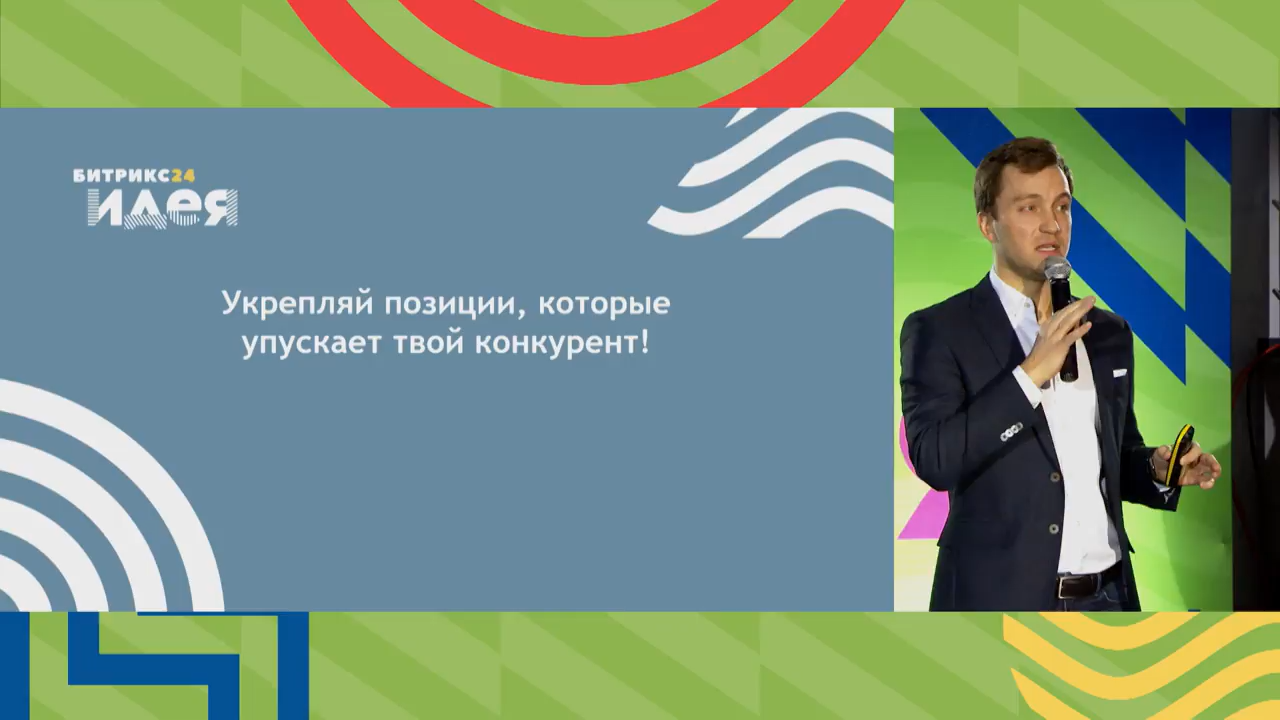 БИТРИКС24
идея
Укрепляй позиции, которые
упускает твой конкурент!